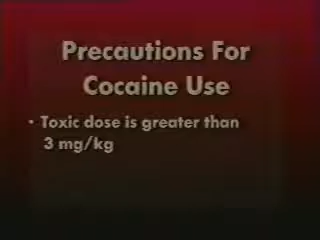 Precautions For
Cocaine Use
• Toxic dose is greater than
3 mg/kg